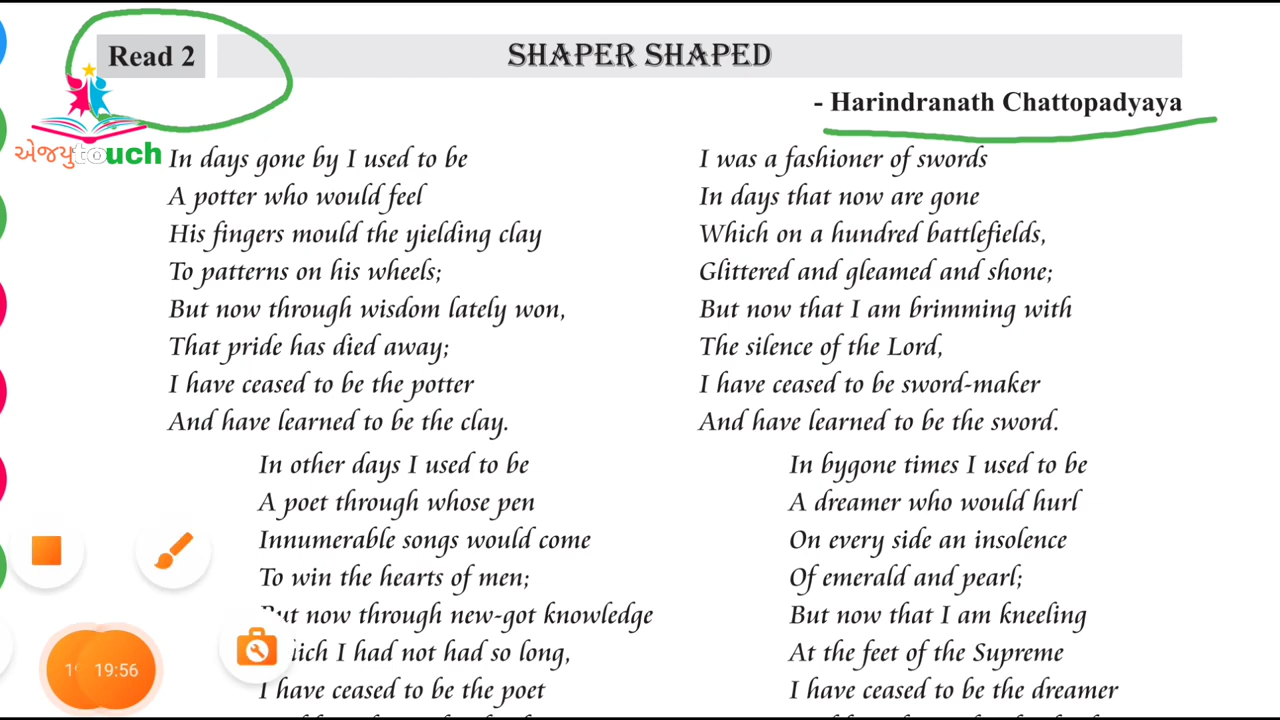 Read 2
SHAPER SHAPED
- Harindranath Chattopadyaya
એજ્યુtouch
In days gone by I used to be
A potter who would feel
His fingers mould the yielding clay
To patterns on his wheels;
But now through wisdom lately won,
That pride has died away;
I have ceased to be the potter
And have learned to be the clay.
In other days I used to be
A poet through whose pen
Innumerable songs would come
To win the hearts of men;
But now through new-got knowledge
I had not had so long,
I have ceased to be the poet
I was a fashioner of swords
In days that now are gone
Which on a hundred battlefields,
Glittered and gleamed and shone;
But now that I am brimming with
The silence of the Lord,
I have ceased to be sword-maker
And have learned to be the sword.
In bygone times I used to be
A dreamer who would hurl
On every side an insolence
Of emerald and pearl;
But now that I am kneeling
At the feet of the Supreme
I have ceased to be the dreamer
19:56